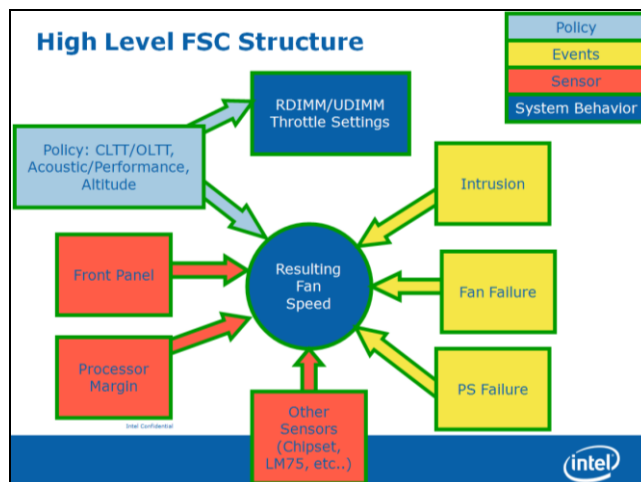 High Level FSC Structure
Policy
Events
Sensor
System Behavior
RDIMM/UDIMM
Throttle Settings
Policy: CLTT/OLTT,
Acoustic/Performance,
Altitude
Intrusion
Front Panel
Resulting
Fan
Speed
Fan Failure
Processor
Margin
PS Failure
Other
Sensors
(Chipset,
LM75, etc..)
Intel Confidential
intel